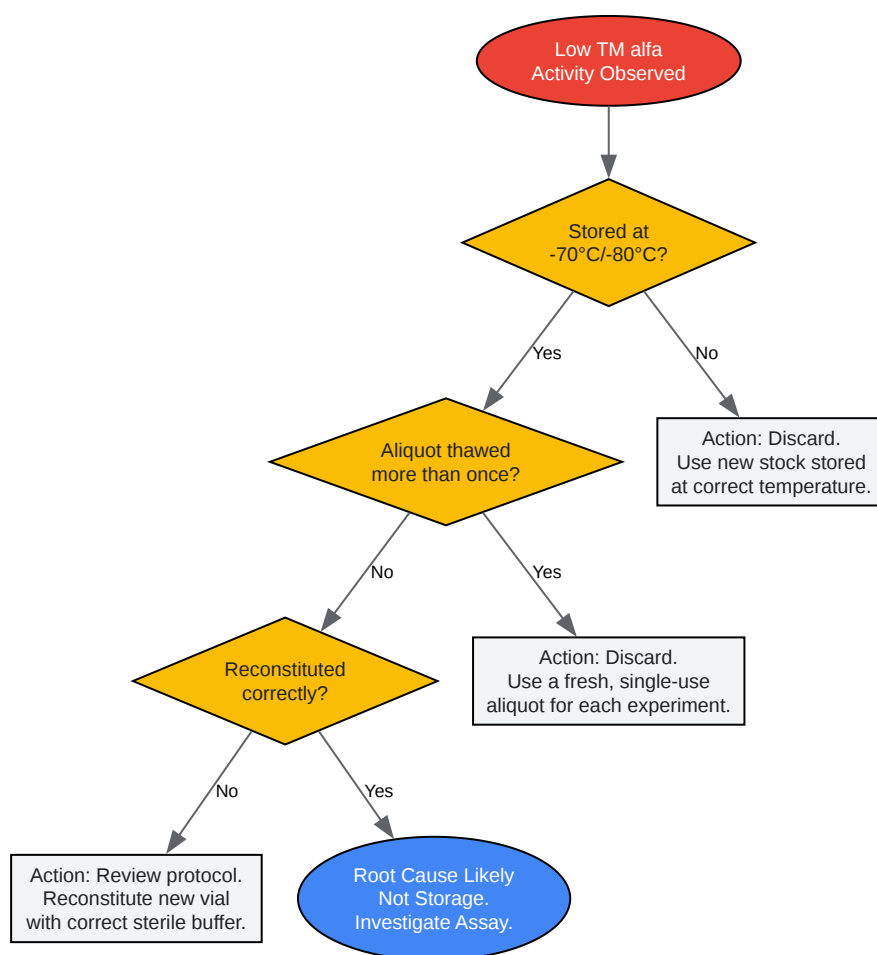 Low TM alfa
Activity Observed
Stored at
-70°C/-80°C?
Yes
No
Aliquot thawed
more than once?
Action: Discard.
Use new stock stored
at correct temperature.
No
Yes
Reconstituted
correctly?
Action: Discard.
Use a fresh, single-use
aliquot for each experiment.
No
Yes
Action: Review protocol.
Reconstitute new vial
with correct sterile buffer.
Root Cause Likely
Not Storage.
Investigate Assay.